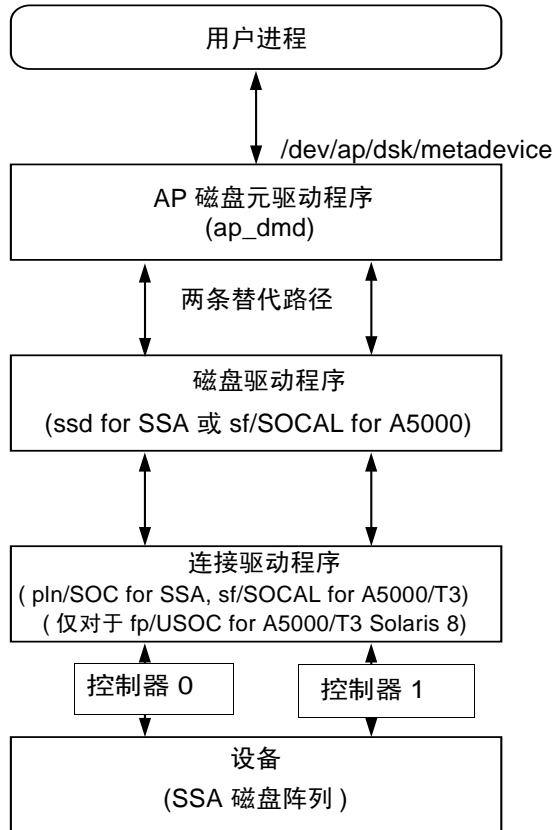 用户进程
/dev/ap/dsk/metadevice
AP 磁盘元驱动程序
(ap_dmd)
两条替代路径
磁盘驱动程序
(ssd for SSA 或 sf/SOCAL for A5000)
连接驱动程序
( pln/SOC for SSA, sf/SOCAL for A5000/T3)
( 仅对于 fp/USOC for A5000/T3 Solaris 8)
控制器 0
控制器 1
设备
(SSA 磁盘阵列 )